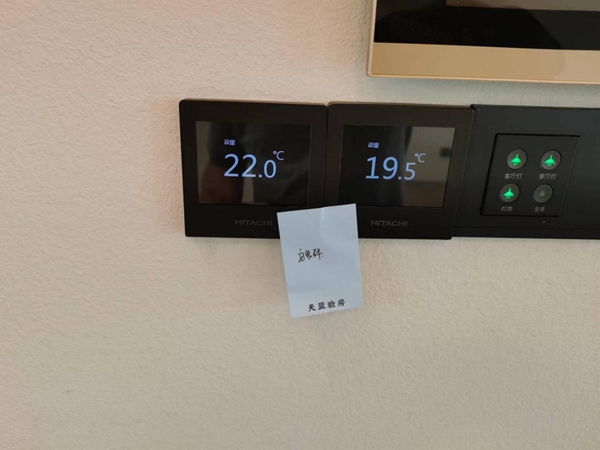 设定
22.0℃
HITACHI
设定
19.5℃
HITACHI
客厅灯
餐厅灯
灯带
全关
天蓝验房